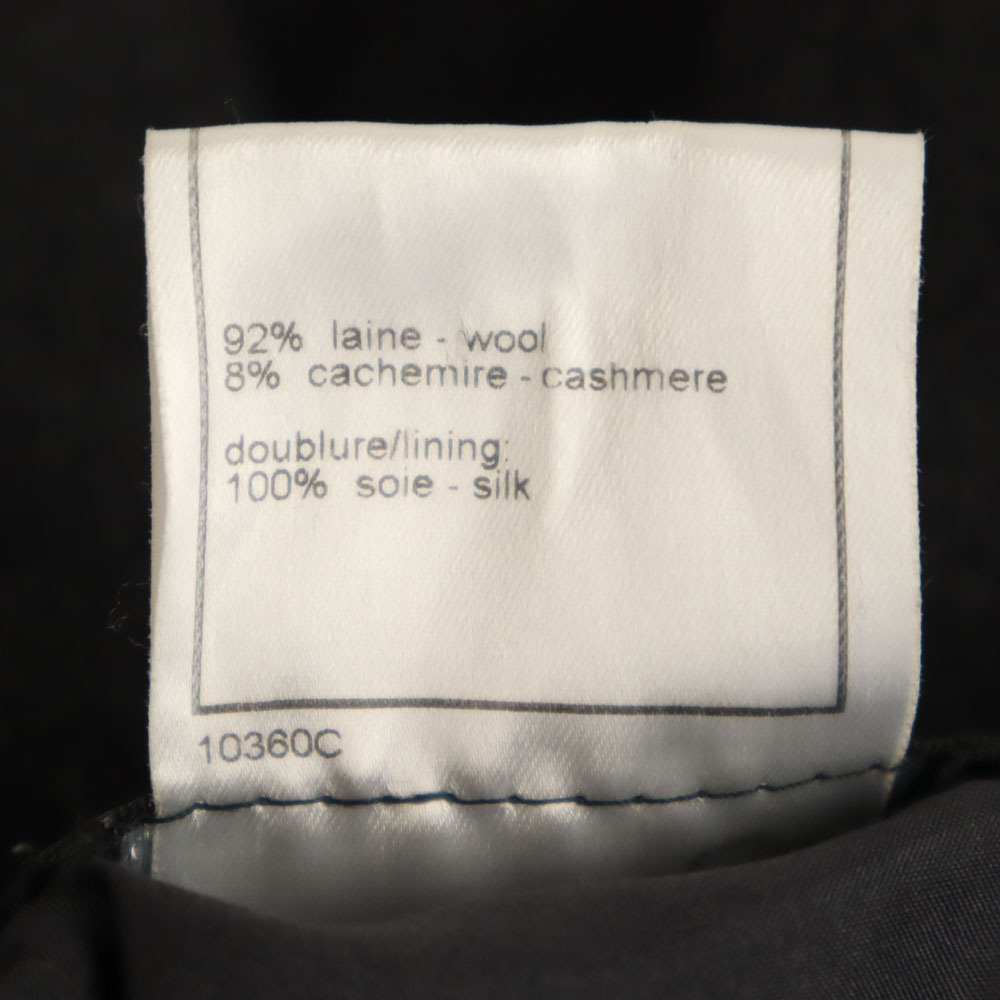 92% laine - wool
8% cachemire - cashmere
doublure/lining:
100% soie - silk
10360C